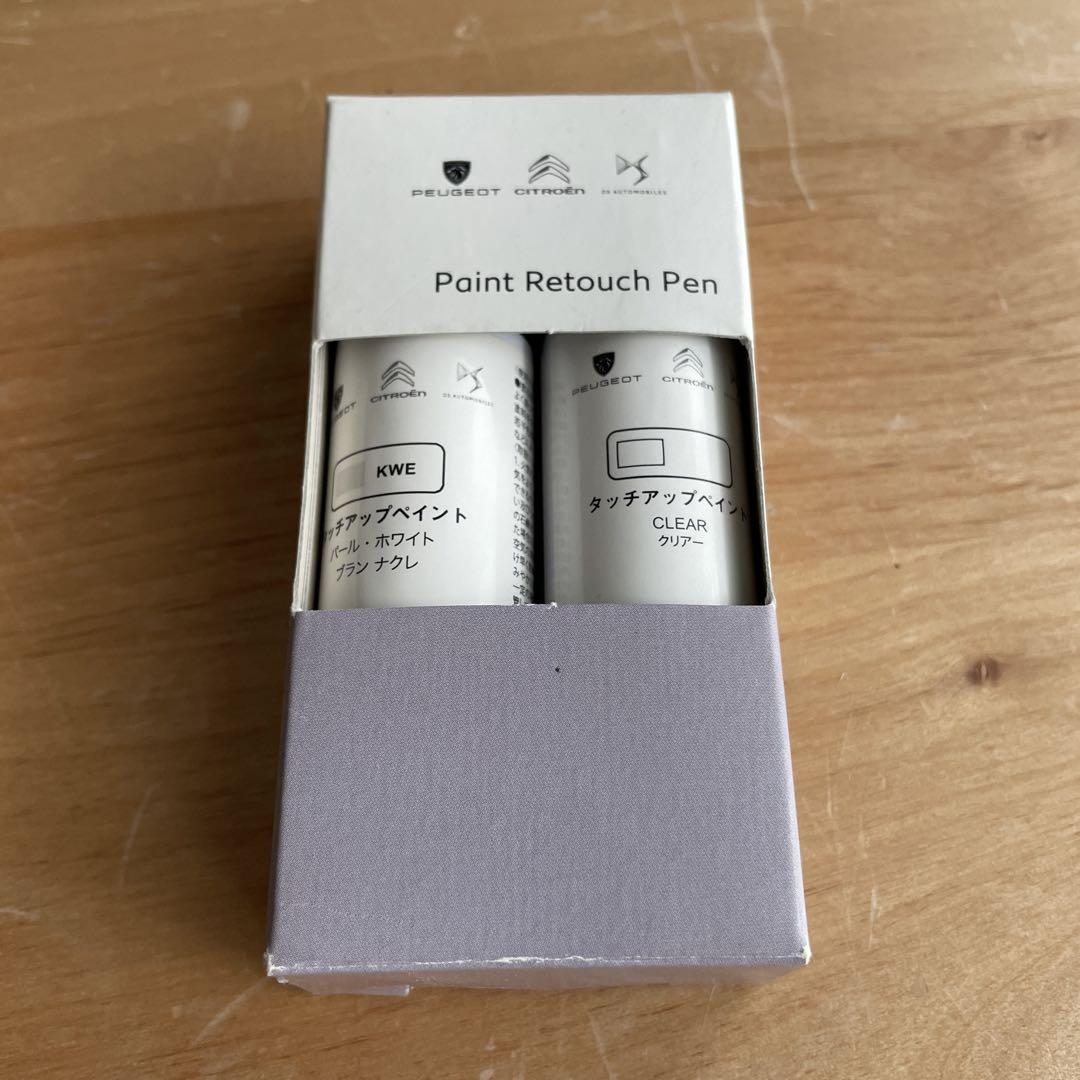 PEUGEOT CITROËN DS AUTOMOBILES
Paint Retouch Pen
CITROËN DS AUTOMOBILES
KWE
タッチアップペイント
パール・ホワイト
ブラン ナクレ
PEUGEOT CITROËN
タッチアップペイント
CLEAR
クリアー